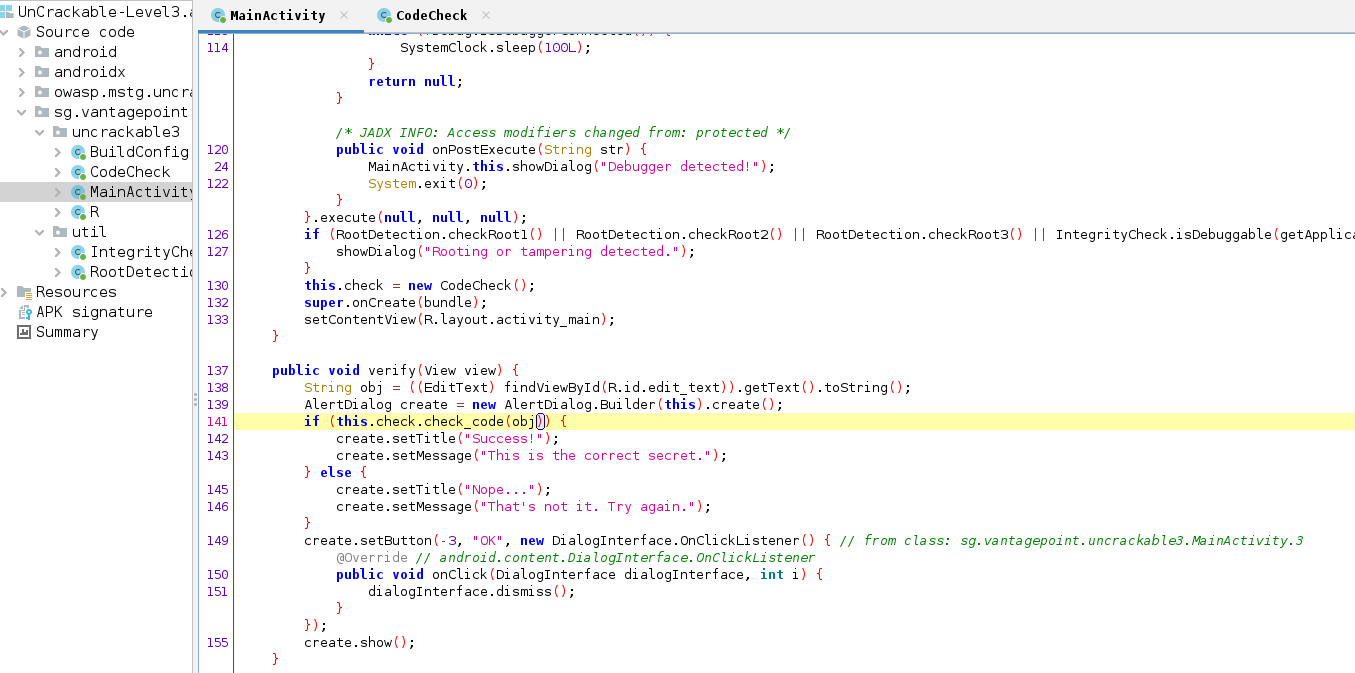 UnCrackable-Level3.a
Source code
android
androidx
owasp.mstg.uncra
sg.vantagepoint
uncrackable3
BuildConfig
CodeCheck
MainActivity
R
util
IntegrityChe
RootDetectio
Resources
APK signature
Summary
MainActivity ×
CodeCheck ×
114 SystemClock.sleep(100L);
}
return null;
}
/* JADX INFO: Access modifiers changed from: protected */
120 public void onPostExecute(String str) {
24 MainActivity.this.showDialog("Debugger detected!");
122 System.exit(0);
}
}.execute(null, null, null);
126 if (RootDetection.checkRoot1() || RootDetection.checkRoot2() || RootDetection.checkRoot3() || IntegrityCheck.isDebuggable(getApplica
127 showDialog("Rooting or tampering detected.");
}
130 this.check = new CodeCheck();
132 super.onCreate(bundle);
133 setContentView(R.layout.activity_main);
}
137 public void verify(View view) {
138 String obj = ((EditText) findViewById(R.id.edit_text)).getText().toString();
139 AlertDialog create = new AlertDialog.Builder(this).create();
141 if (this.check.check_code(obj)) {
142 create.setTitle("Success!");
143 create.setMessage("This is the correct secret.");
} else {
145 create.setTitle("Nope...");
146 create.setMessage("That's not it. Try again.");
}
149 create.setButton(-3, "OK", new DialogInterface.OnClickListener() { // from class: sg.vantagepoint.uncrackable3.MainActivity.3
@Override // android.content.DialogInterface.OnClickListener
150 public void onClick(DialogInterface dialogInterface, int i) {
151 dialogInterface.dismiss();
}
});
155 create.show();
}